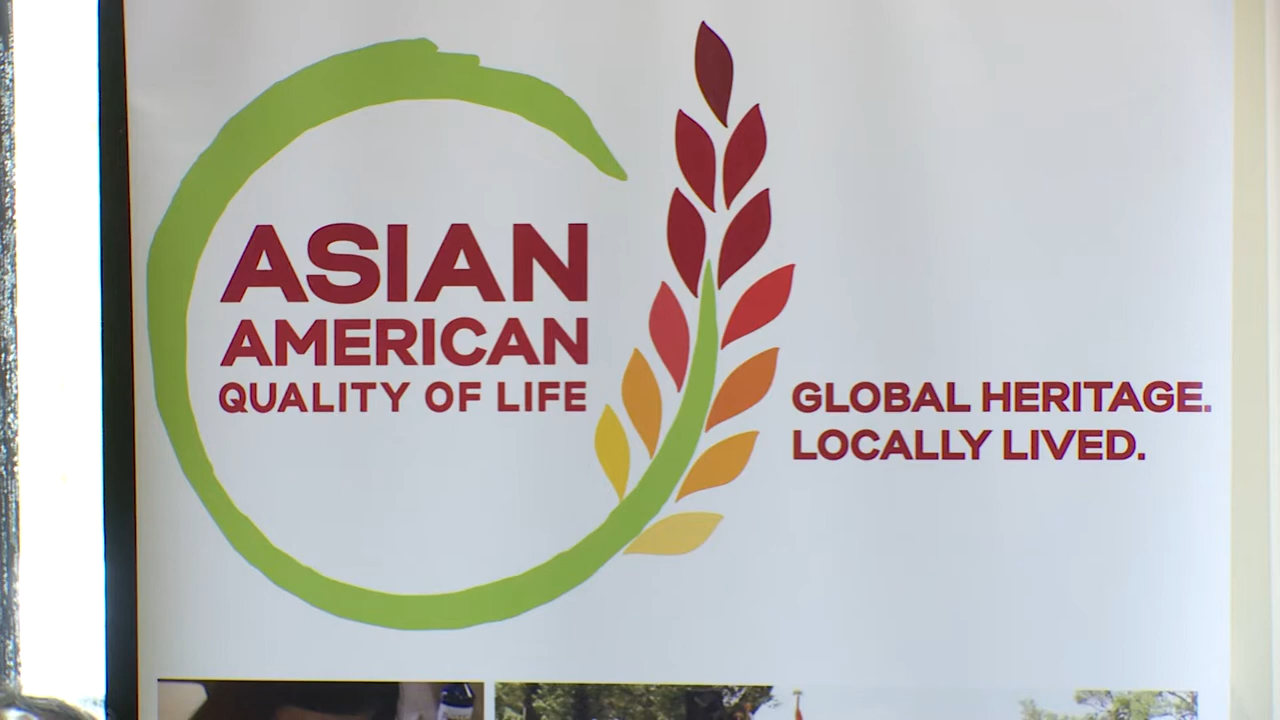 ASIAN
AMERICAN
QUALITY OF LIFE
GLOBAL HERITAGE.
LOCALLY LIVED.